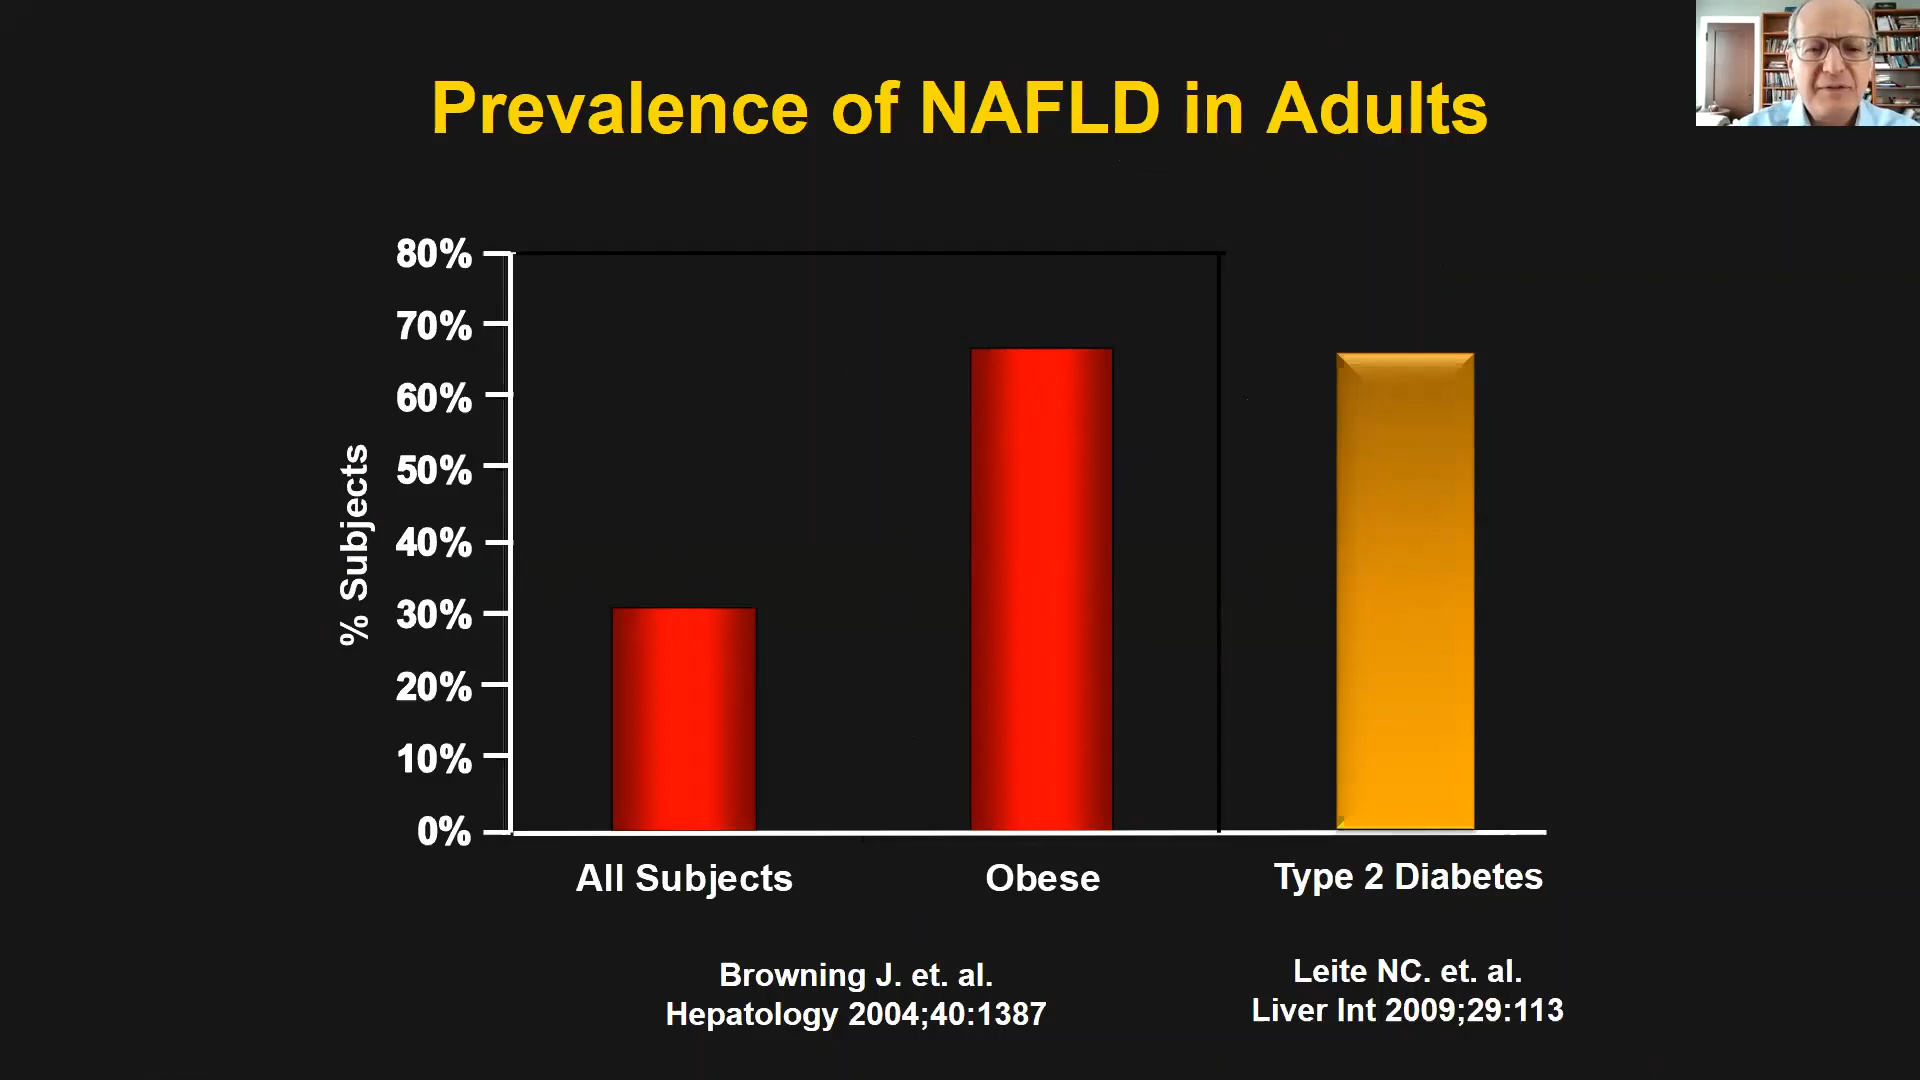 Prevalence of NAFLD in Adults
% Subjects
80%
70%
60%
50%
40%
30%
20%
10%
0%
All Subjects
Obese
Type 2 Diabetes
Browning J. et. al.
Hepatology 2004;40:1387
Leite NC. et. al.
Liver Int 2009;29:113